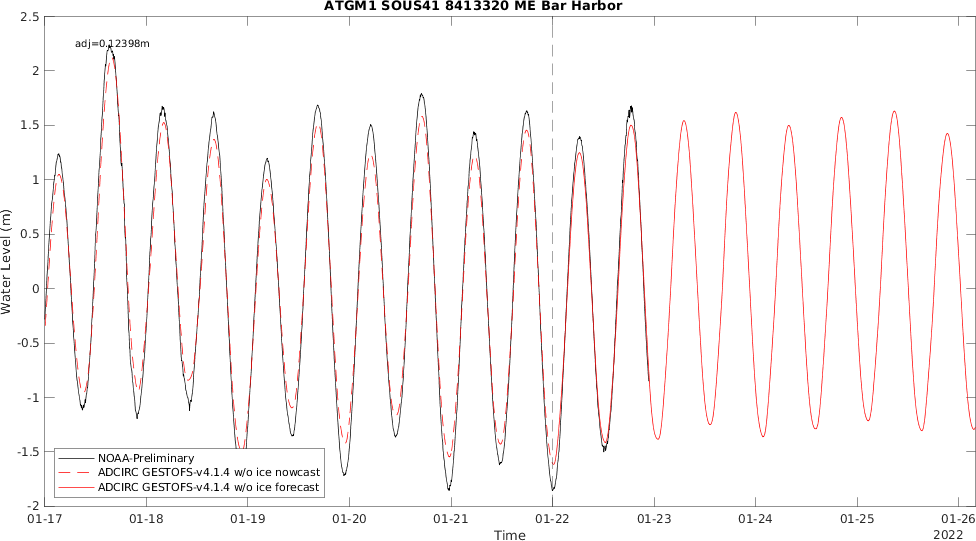 ATGM1 SOUS41 8413320 ME Bar Harbor
adj=0.12398m
2.5
2
1.5
1
0.5
0
-0.5
-1
-1.5
-2
Water Level (m)
NOAA-Preliminary
ADCIRC GESTOFS-v4.1.4 w/o ice nowcast
ADCIRC GESTOFS-v4.1.4 w/o ice forecast
01-17 01-18 01-19 01-20 01-21 01-22 01-23 01-24 01-25 01-26
Time
2022